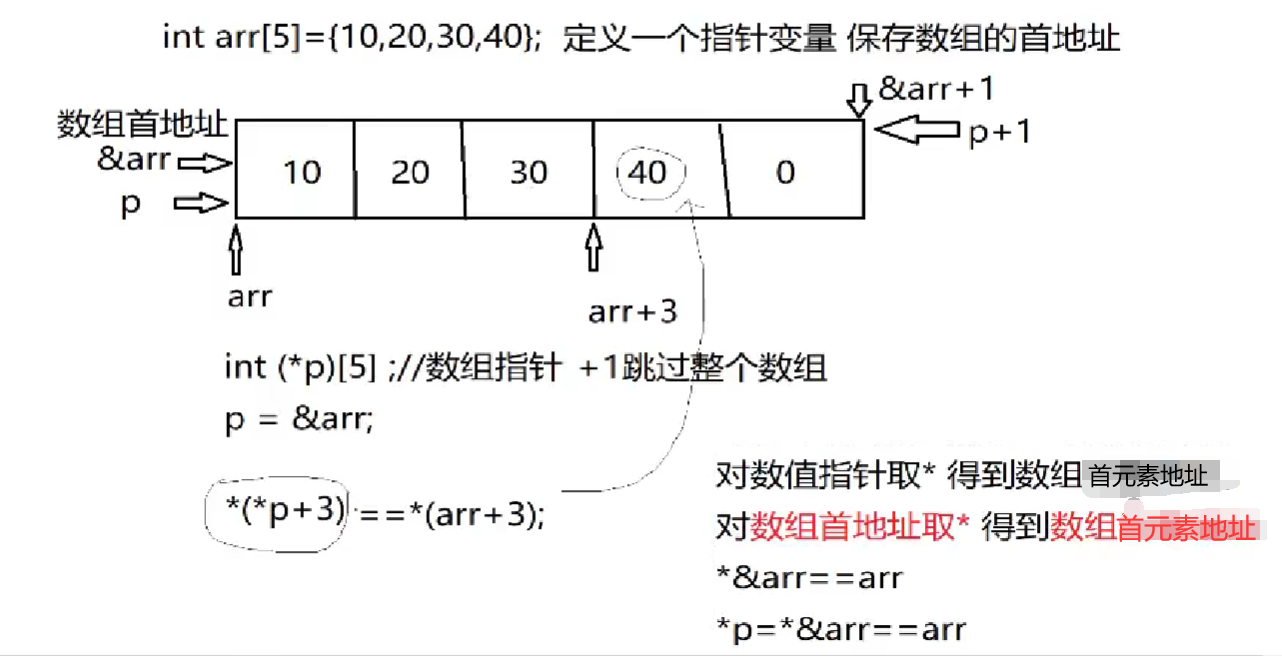 int arr[5]={10,20,30,40}; 定义一个指针变量 保存数组的首地址
&arr+1
数组首地址
p+1
&arr
10 20 30 40 0
p
arr
arr+3
int (*p)[5] ;//数组指针 +1跳过整个数组
p = &arr;
对数值指针取* 得到数组首元素地址
*(*p+3) ==*(arr+3);
对数组首地址取* 得到数组首元素地址
*&arr==arr
*p=*&arr==arr